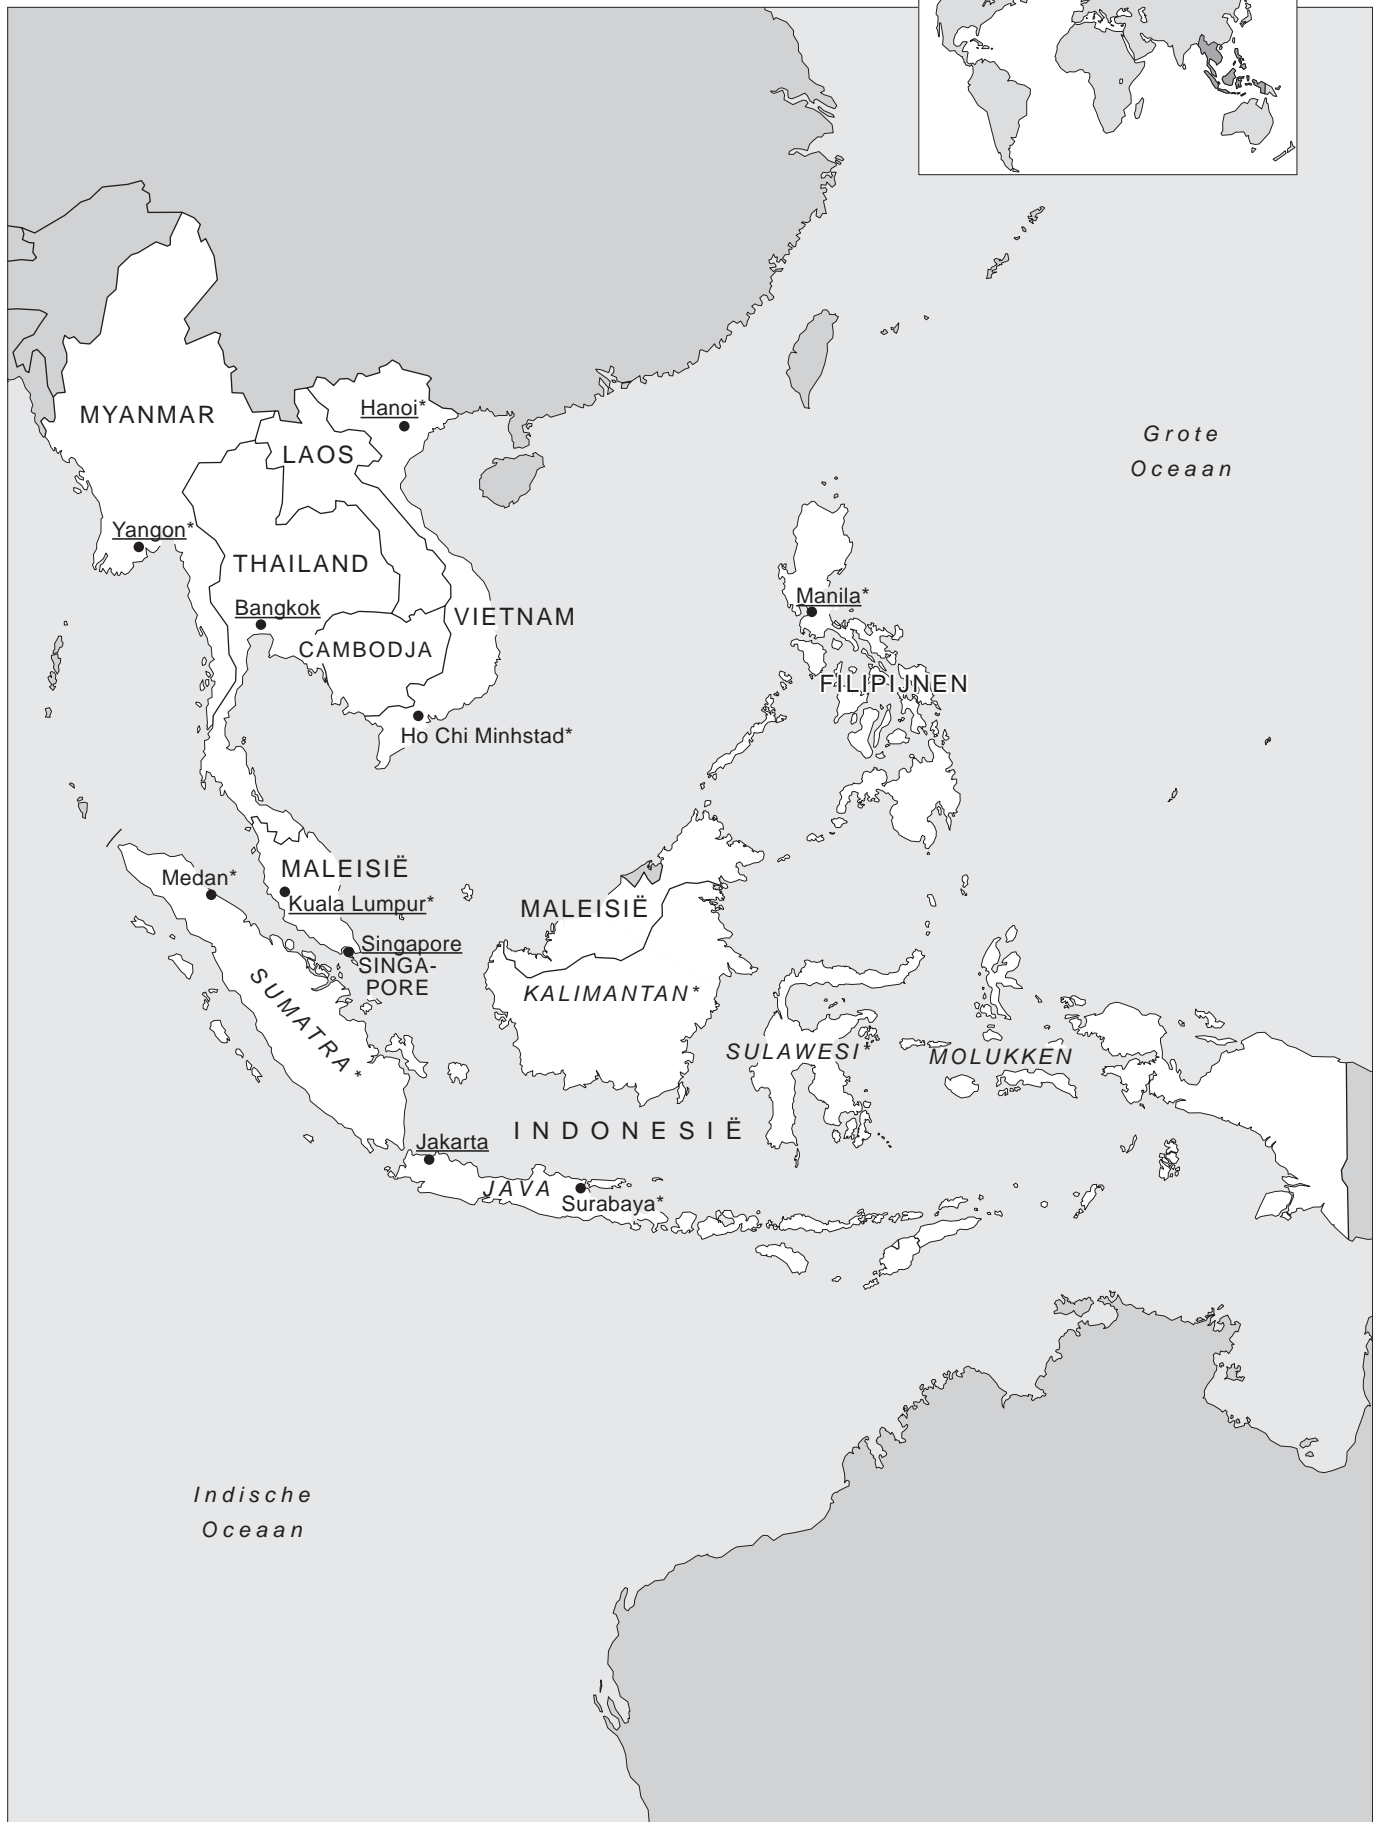 MYANMAR
Hanoi*
LAOS
Grote
Oceaan
Yangon*
THAILAND
Bangkok
VIETNAM
Manila*
CAMBODJA
FILIPIJNEN
Ho Chi Minhstad*
MALEISIË
Medan*
Kuala Lumpur*
MALEISIË
Singapore
SINGA-
PORE
SUMATRA*
KALIMANTAN*
SULAWESI*
MOLUKKEN
INDONESIË
Jakarta
JAVA
Surabaya*
Indische
Oceaan